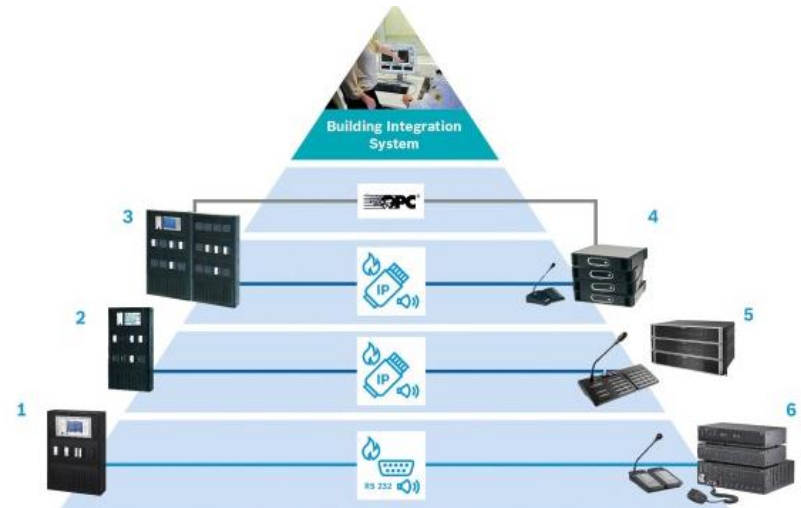 Building Integration
System
OPC
3
4
IP
2
5
IP
1
6
RS 232